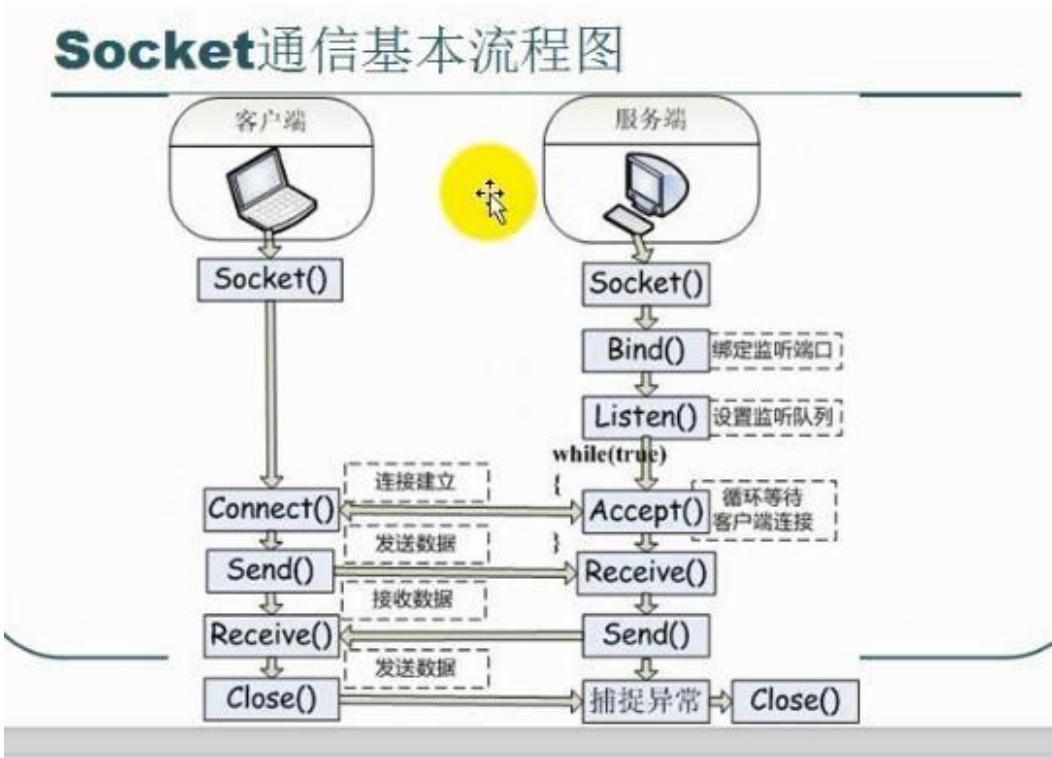 Socket通信基本流程图
客户端
服务端
Socket()
Socket()
Bind()
绑定监听端口
Listen()
设置监听队列
while(true)
{
连接建立
Connect()
Accept()
循环等待
客户端连接
}
发送数据
Send()
Receive()
接收数据
Receive()
Send()
发送数据
Close()
捕捉异常
Close()